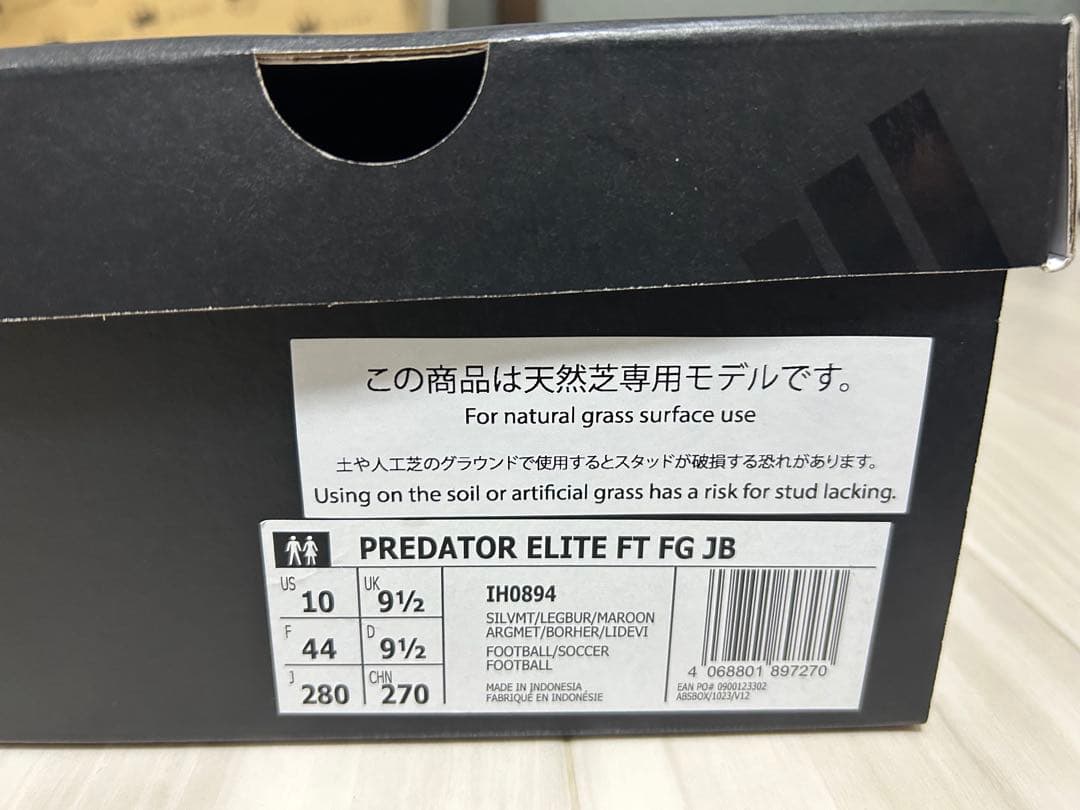 この商品は天然芝専用モデルです。
For natural grass surface use
土や人工芝のグラウンドで使用するとスタッドが破損する恐れがあります。
Using on the soil or artificial grass has a risk for stud lacking.
PREDATOR ELITE FT FG JB
US 10 UK 9½
F 44 D 9½
J 280 CHN 270
IH0894
SILVMT/LEGBUR/MAROON
ARGMET/BORHER/LIDEVI
FOOTBALL/SOCCER
FOOTBALL
MADE IN INDONESIA
FABRIQUÉ EN INDONÉSIE
4 068801 897270
EAN PO# 0900123302
ABSBOX/1023/V12